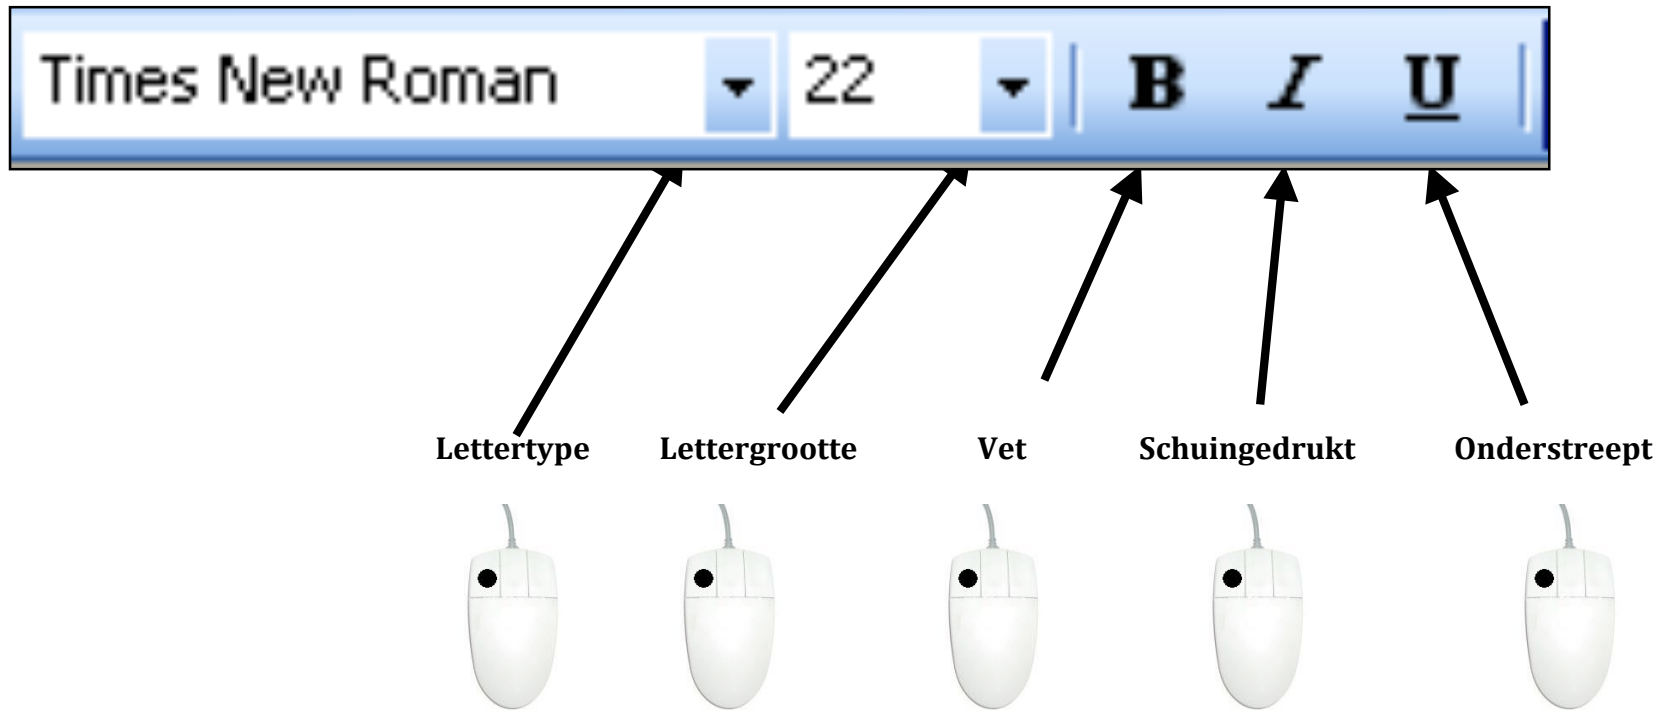 Times New Roman 22 B I U
Lettertype Lettergrootte Vet Schuingedrukt Onderstreept